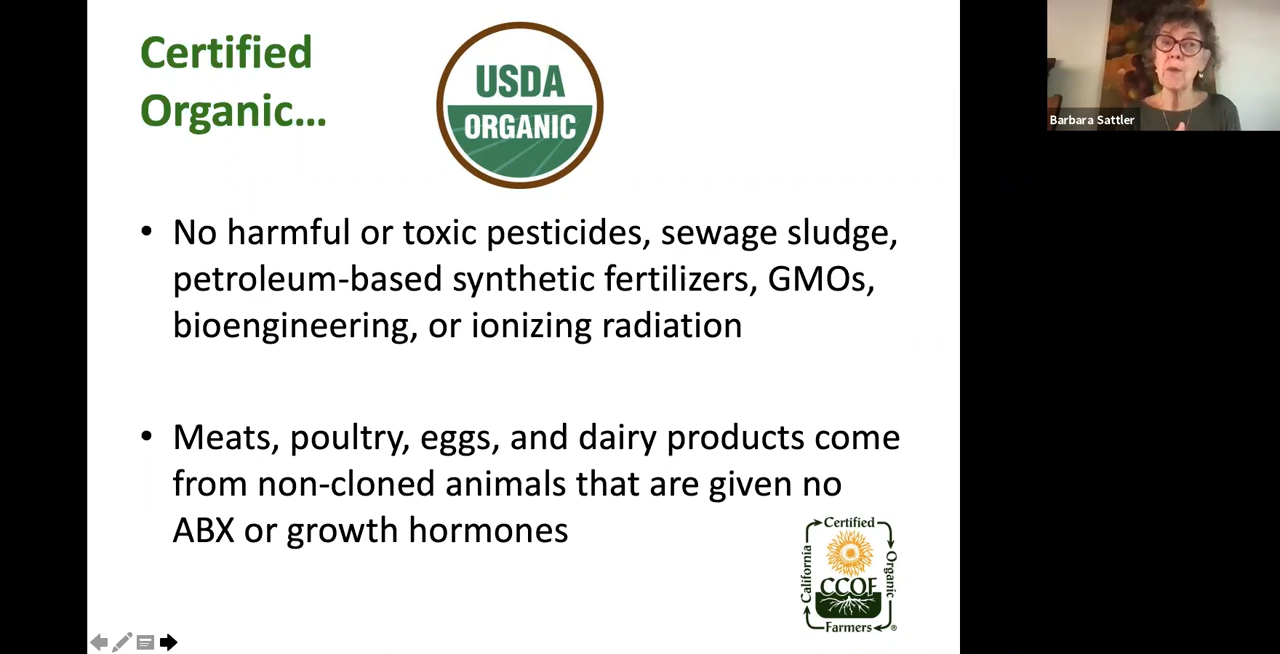 Certified
Organic...
USDA
ORGANIC
Barbara Sattler
• No harmful or toxic pesticides, sewage sludge,
petroleum-based synthetic fertilizers, GMOs,
bioengineering, or ionizing radiation
• Meats, poultry, eggs, and dairy products come
from non-cloned animals that are given no
ABX or growth hormones
Certified
California
Organic
CCOF
Farmers
®